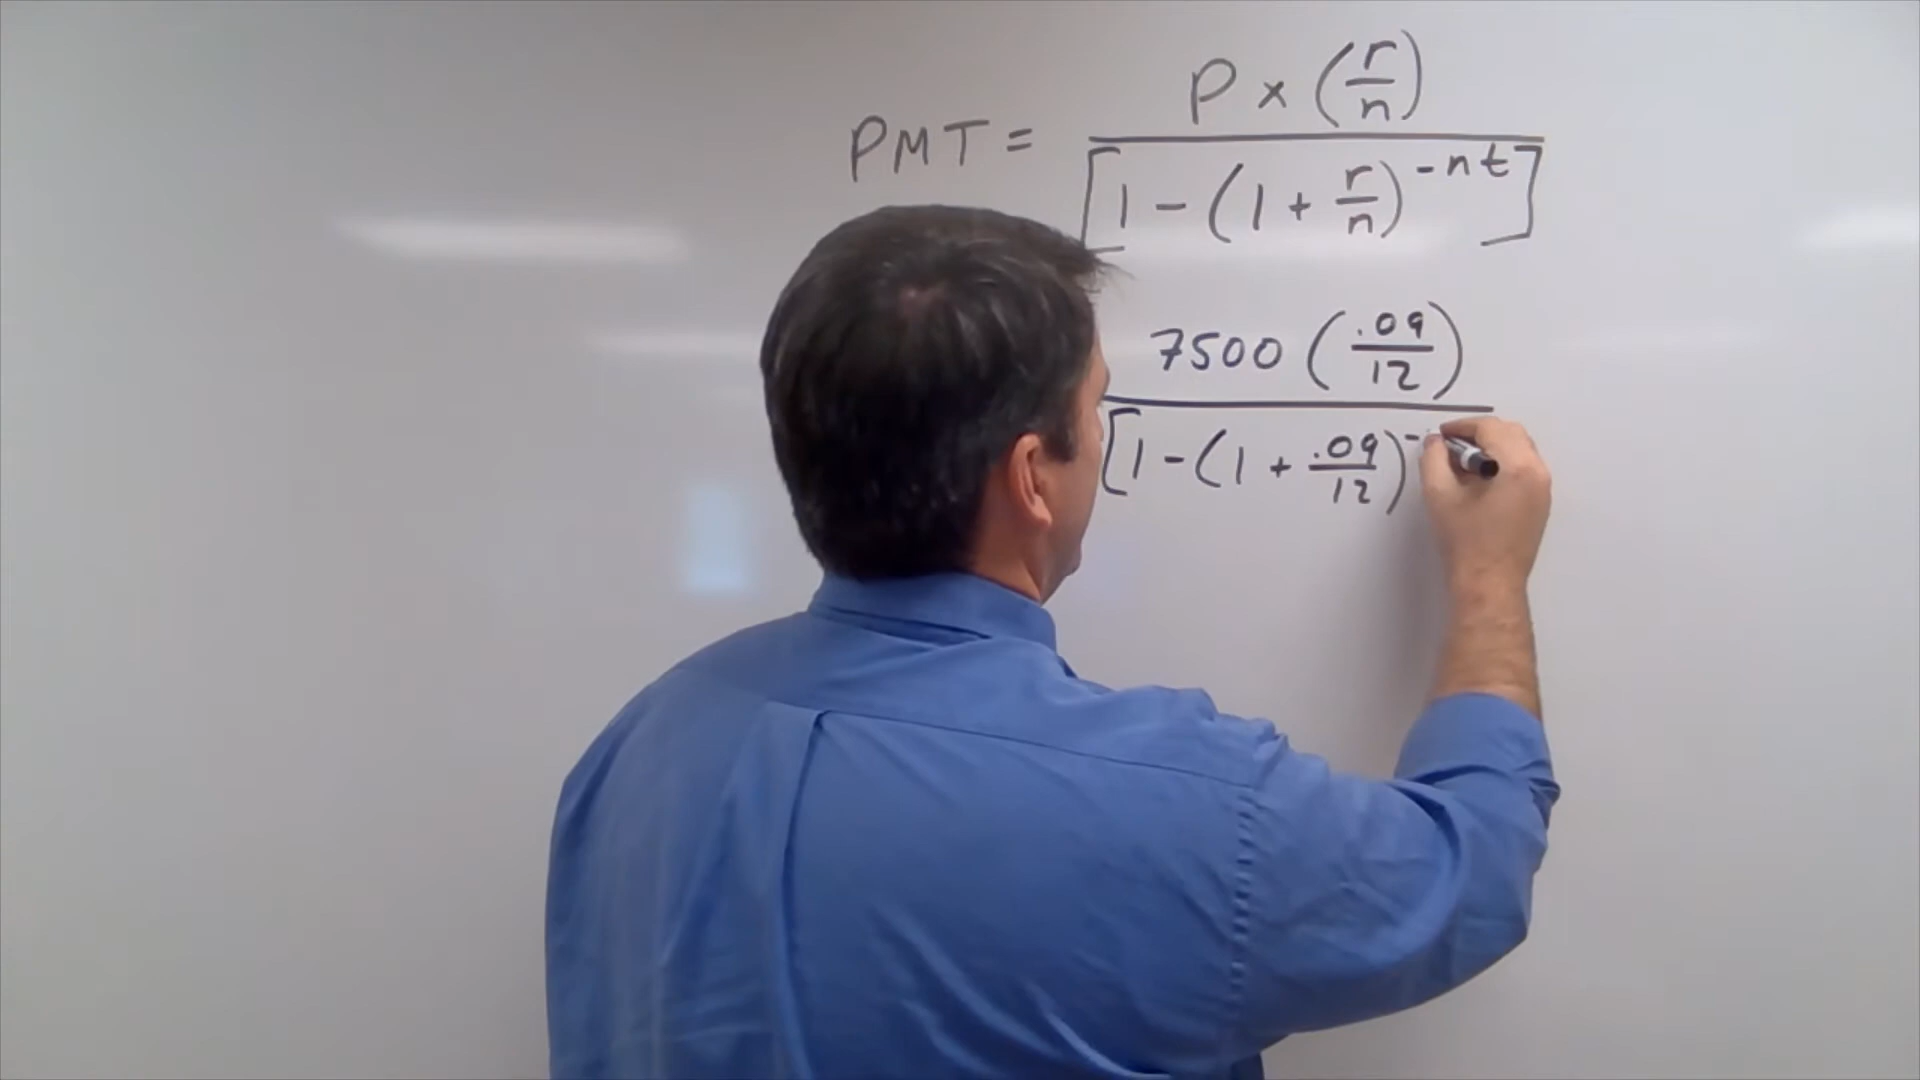 PMT = P × (r/n)
[1 - (1 + r/n)^-nt]
7500 (.09/12)
[1 - (1 + .09/12)^-